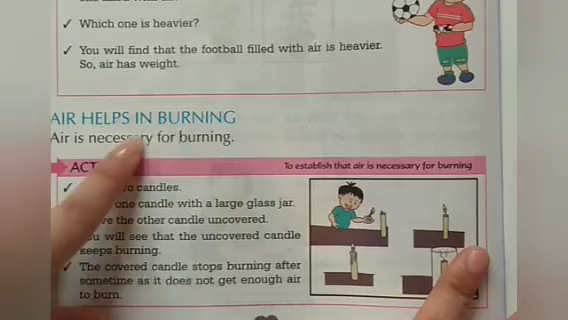 ✓ Which one is heavier?
✓ You will find that the football filled with air is heavier.
So, air has weight.
AIR HELPS IN BURNING
Air is necessary for burning.
To establish that air is necessary for burning
✓ candles.
one candle with a large glass jar.
the other candle uncovered.
will see that the uncovered candle
keeps burning.
✓ The covered candle stops burning after
sometime as it does not get enough air
to burn.